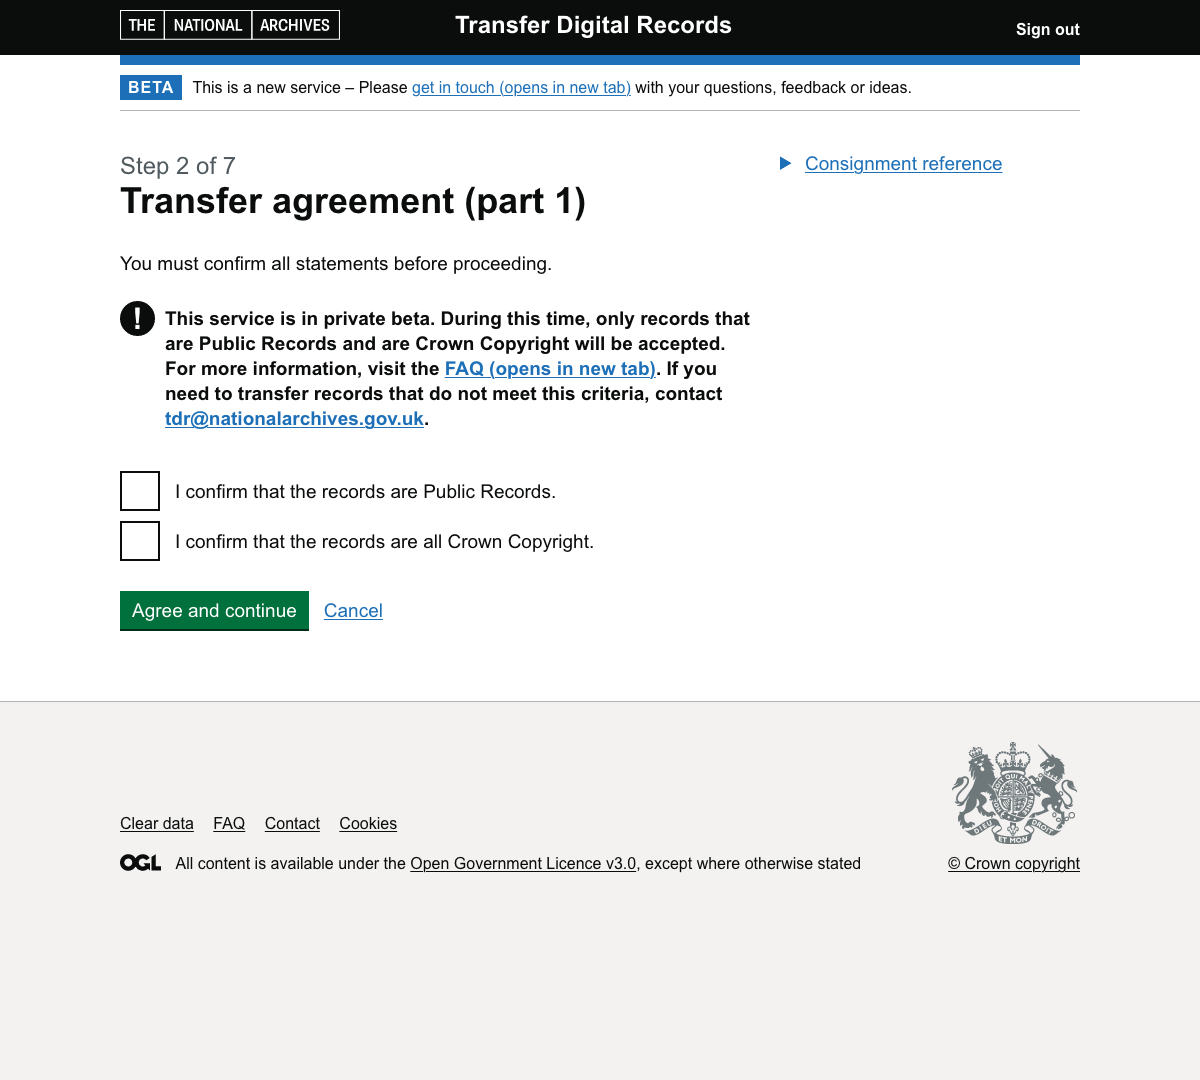 THE NATIONAL ARCHIVES
Transfer Digital Records
Sign out
BETA This is a new service – Please get in touch (opens in new tab) with your questions, feedback or ideas.
Step 2 of 7
Transfer agreement (part 1)
Consignment reference
You must confirm all statements before proceeding.
! This service is in private beta. During this time, only records that
are Public Records and are Crown Copyright will be accepted.
For more information, visit the FAQ (opens in new tab). If you
need to transfer records that do not meet this criteria, contact
tdr@nationalarchives.gov.uk.
I confirm that the records are Public Records.
I confirm that the records are all Crown Copyright.
Agree and continue Cancel
Clear data FAQ Contact Cookies
DIEU ET MON DROIT
OGL All content is available under the Open Government Licence v3.0, except where otherwise stated
© Crown copyright